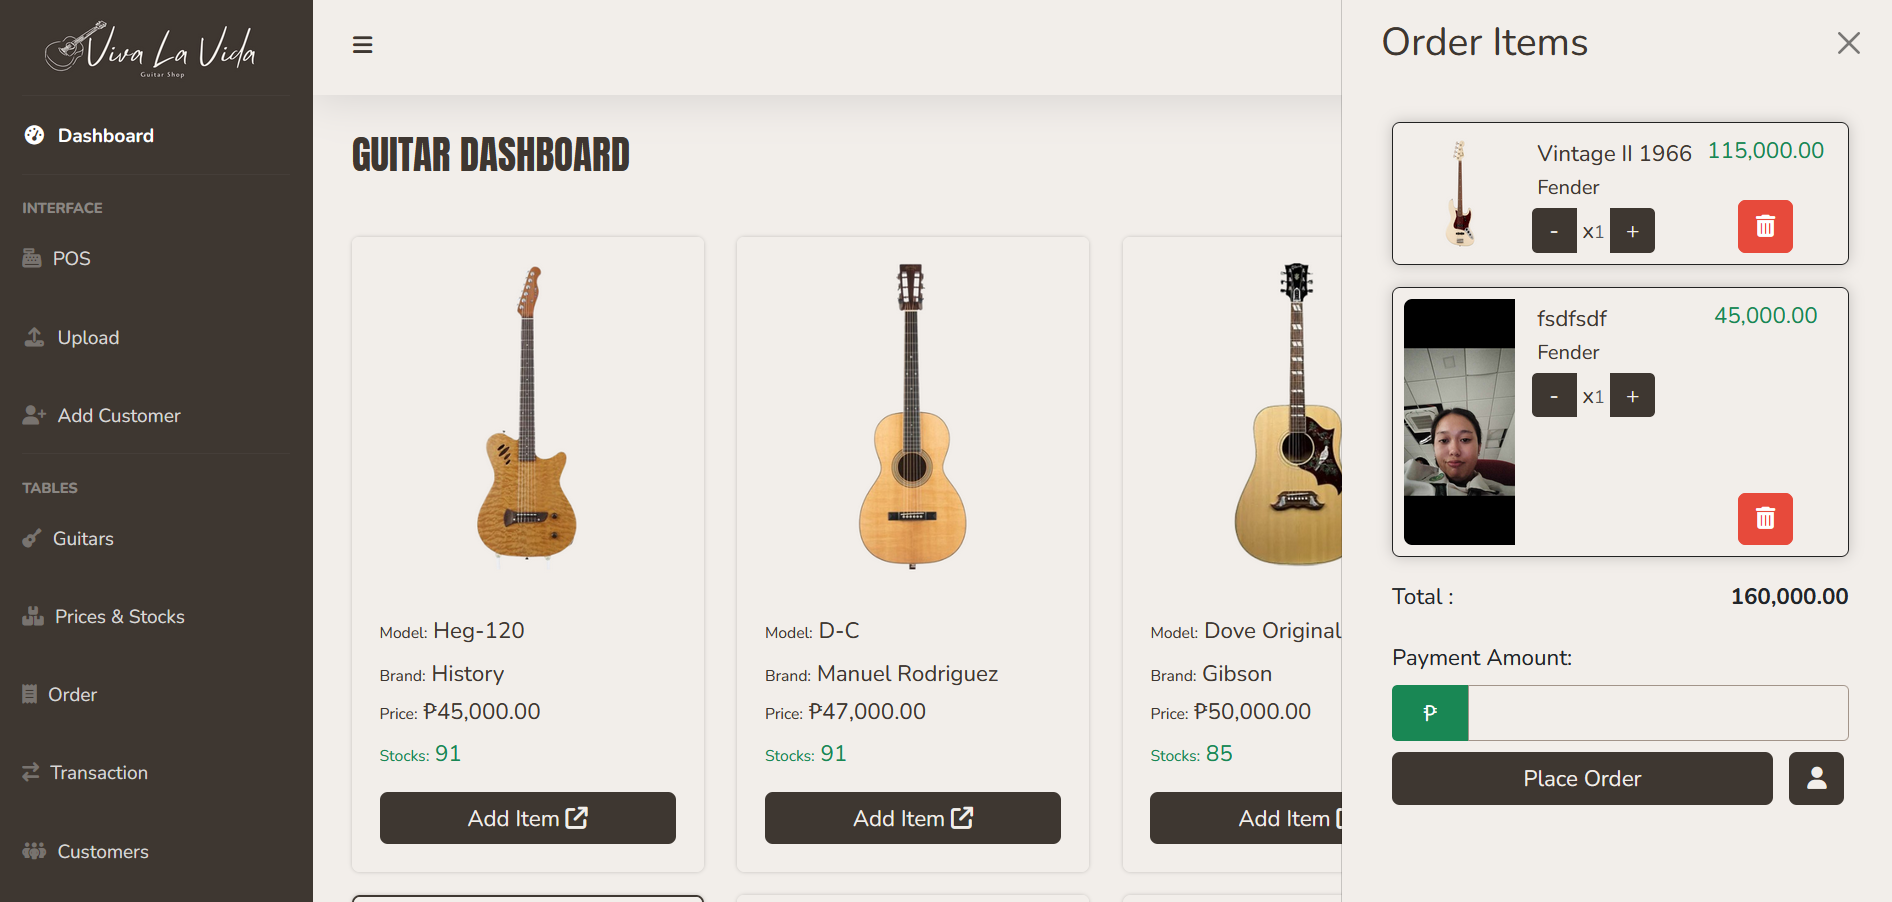 Viva La Vida
Guitar Shop
Dashboard
INTERFACE
POS
Upload
Add Customer
TABLES
Guitars
Prices & Stocks
Order
Transaction
Customers
GUITAR DASHBOARD
Model: Heg-120
Brand: History
Price: ₱45,000.00
Stocks: 91
Add Item
Model: D-C
Brand: Manuel Rodriguez
Price: ₱47,000.00
Stocks: 91
Add Item
Model: Dove Original
Brand: Gibson
Price: ₱50,000.00
Stocks: 85
Add Item
Order Items
Vintage II 1966 115,000.00
Fender
- x1 +
fsdfsdf 45,000.00
Fender
- x1 +
Total : 160,000.00
Payment Amount:
₱
Place Order